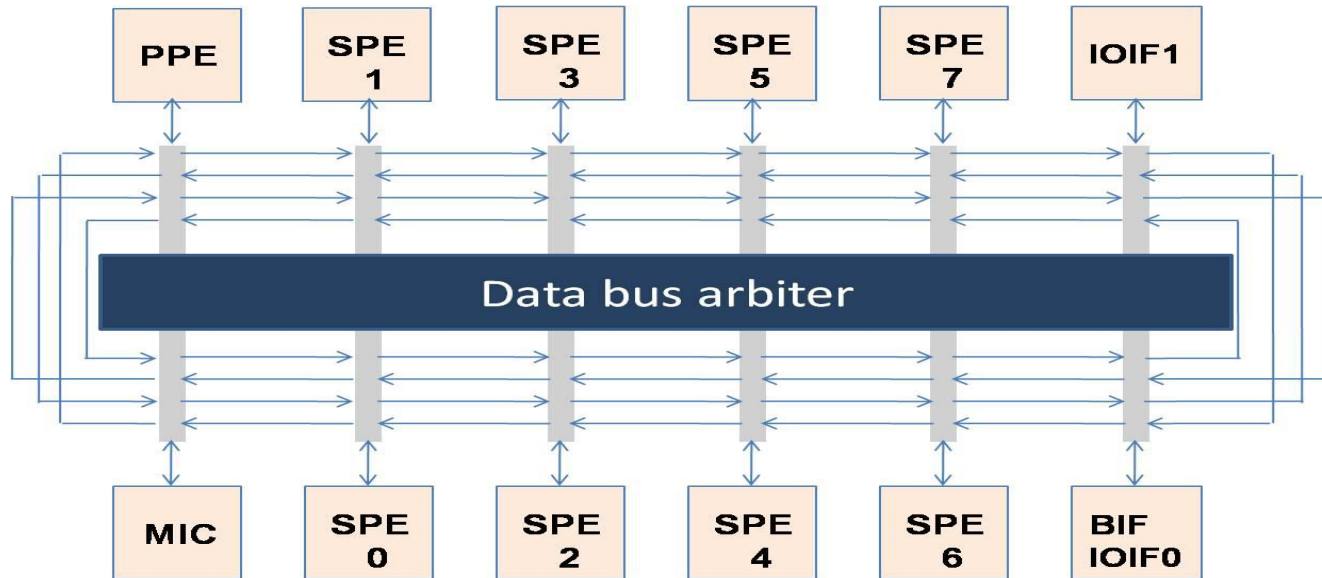 PPE
SPE
1
SPE
3
SPE
5
SPE
7
IOIF1
Data bus arbiter
MIC
SPE
0
SPE
2
SPE
4
SPE
6
BIF
IOIF0